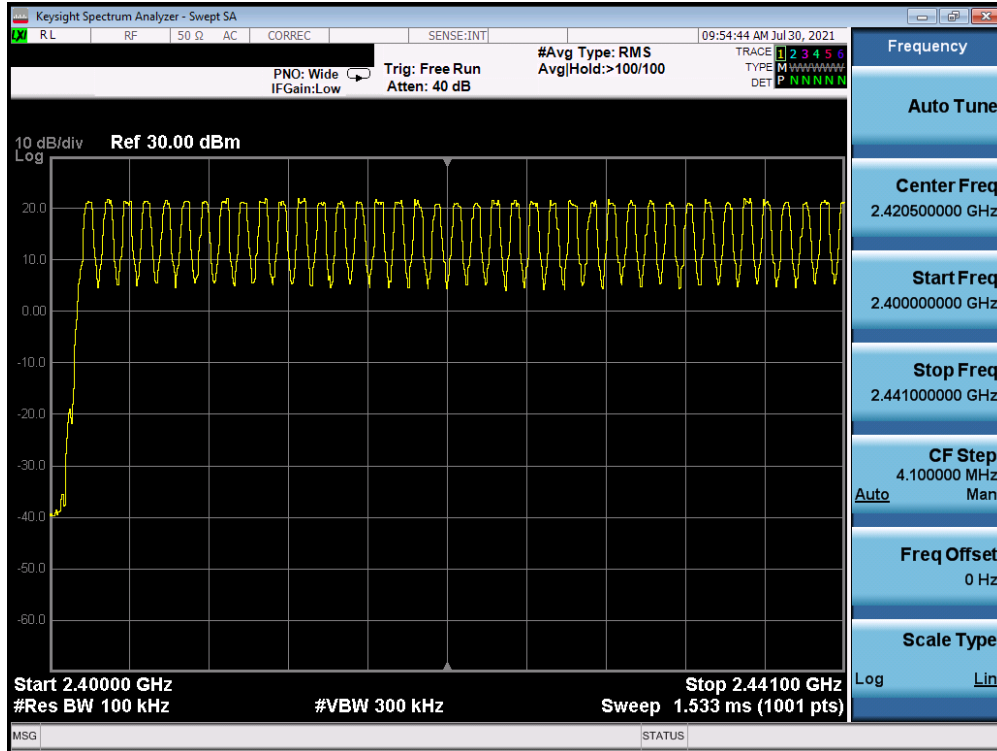 Keysight Spectrum Analyzer - Swept SA
LXI RL RF 50 Ω AC CORREC SENSE:INT 09:54:44 AM Jul 30, 2021
#Avg Type: RMS TRACE 1 2 3 4 5 6
PNO: Wide Trig: Free Run Avg|Hold:>100/100 TYPE M WWWWW
IFGain:Low Atten: 40 dB DET P N N N N N
10 dB/div Ref 30.00 dBm
Log
20.0
10.0
0.00
-10.0
-20.0
-30.0
-40.0
-50.0
-60.0
Start 2.40000 GHz Stop 2.44100 GHz
#Res BW 100 kHz #VBW 300 kHz Sweep 1.533 ms (1001 pts)
MSG STATUS
Frequency
Auto Tune
Center Freq
2.420500000 GHz
Start Freq
2.400000000 GHz
Stop Freq
2.441000000 GHz
CF Step
4.100000 MHz
Auto Man
Freq Offset
0 Hz
Scale Type
Log Lin